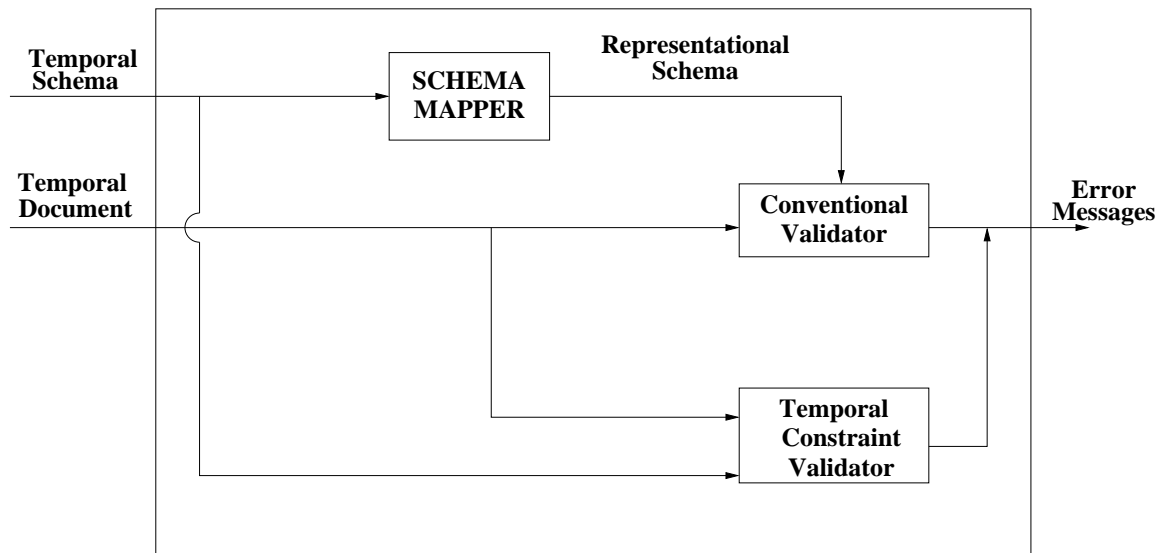 Temporal
Schema
SCHEMA
MAPPER
Representational
Schema
Temporal
Document
Conventional
Validator
Error
Messages
Temporal
Constraint
Validator